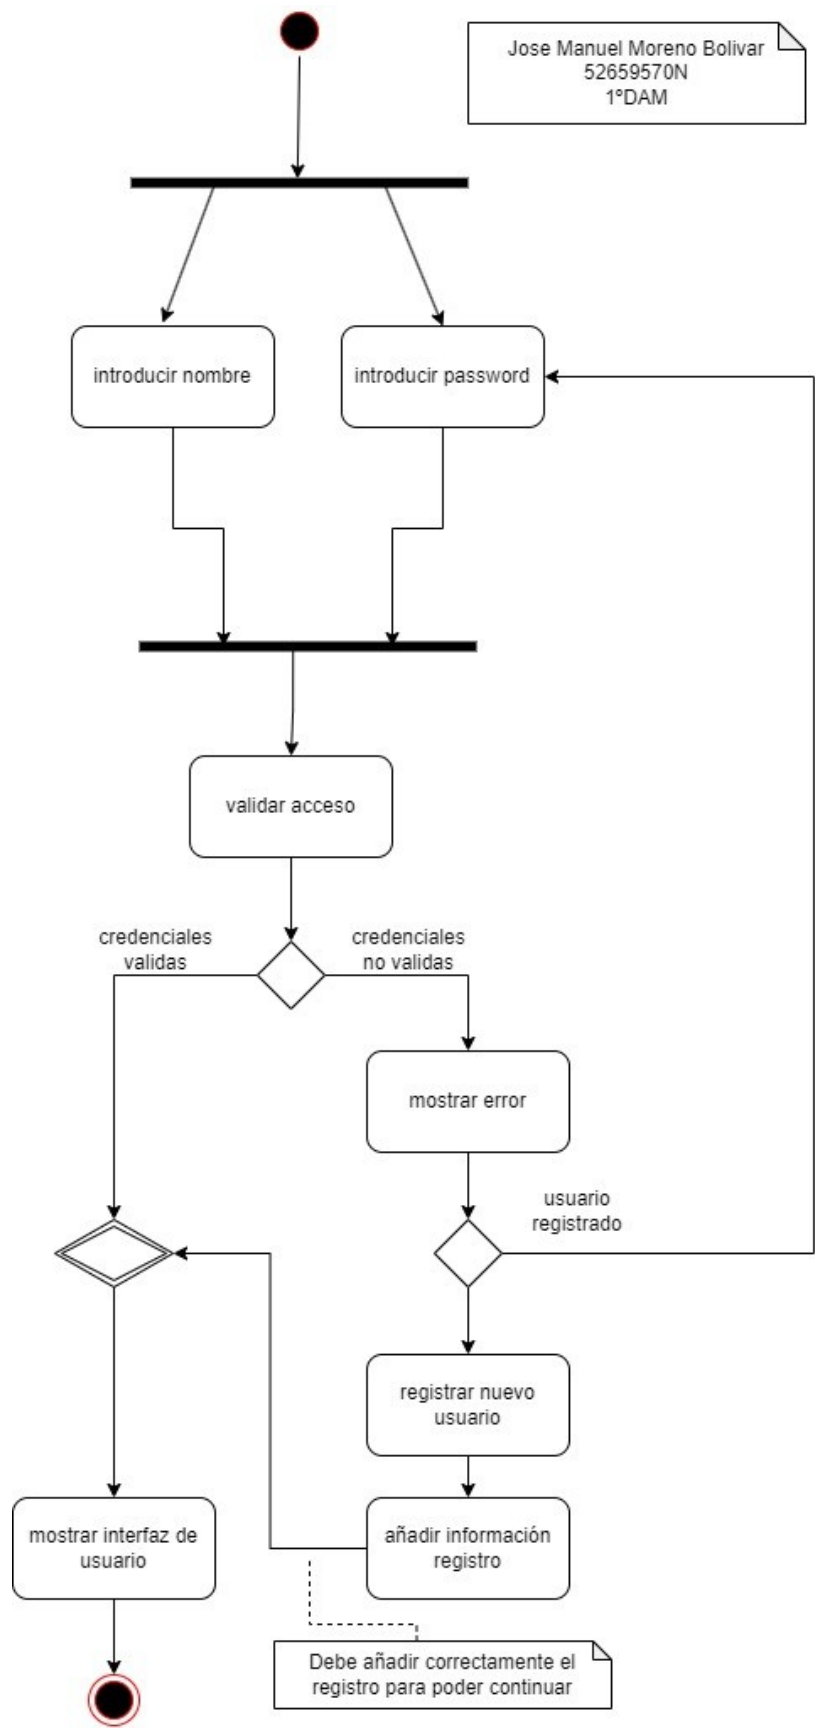 Jose Manuel Moreno Bolivar
52659570N
1ºDAM
introducir nombre
introducir password
validar acceso
credenciales
validas
credenciales
no validas
mostrar error
usuario
registrado
registrar nuevo
usuario
mostrar interfaz de
usuario
añadir información
registro
Debe añadir correctamente el
registro para poder continuar